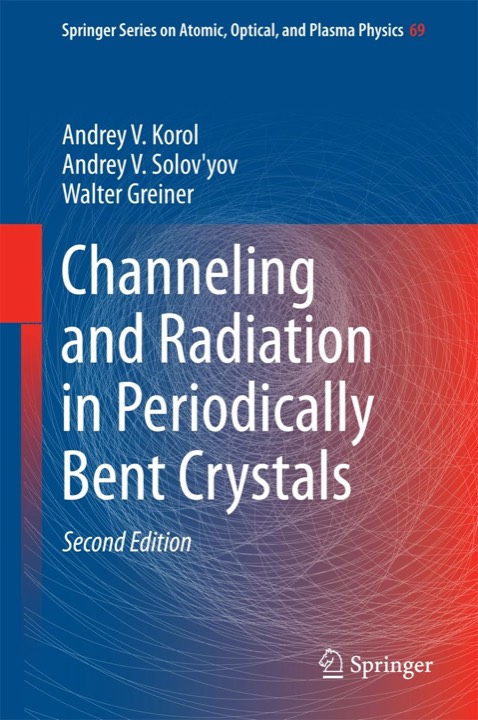 Springer Series on Atomic, Optical, and Plasma Physics 69
Andrey V. Korol
Andrey V. Solov'yov
Walter Greiner
Channeling
and Radiation
in Periodically
Bent Crystals
Second Edition
Springer